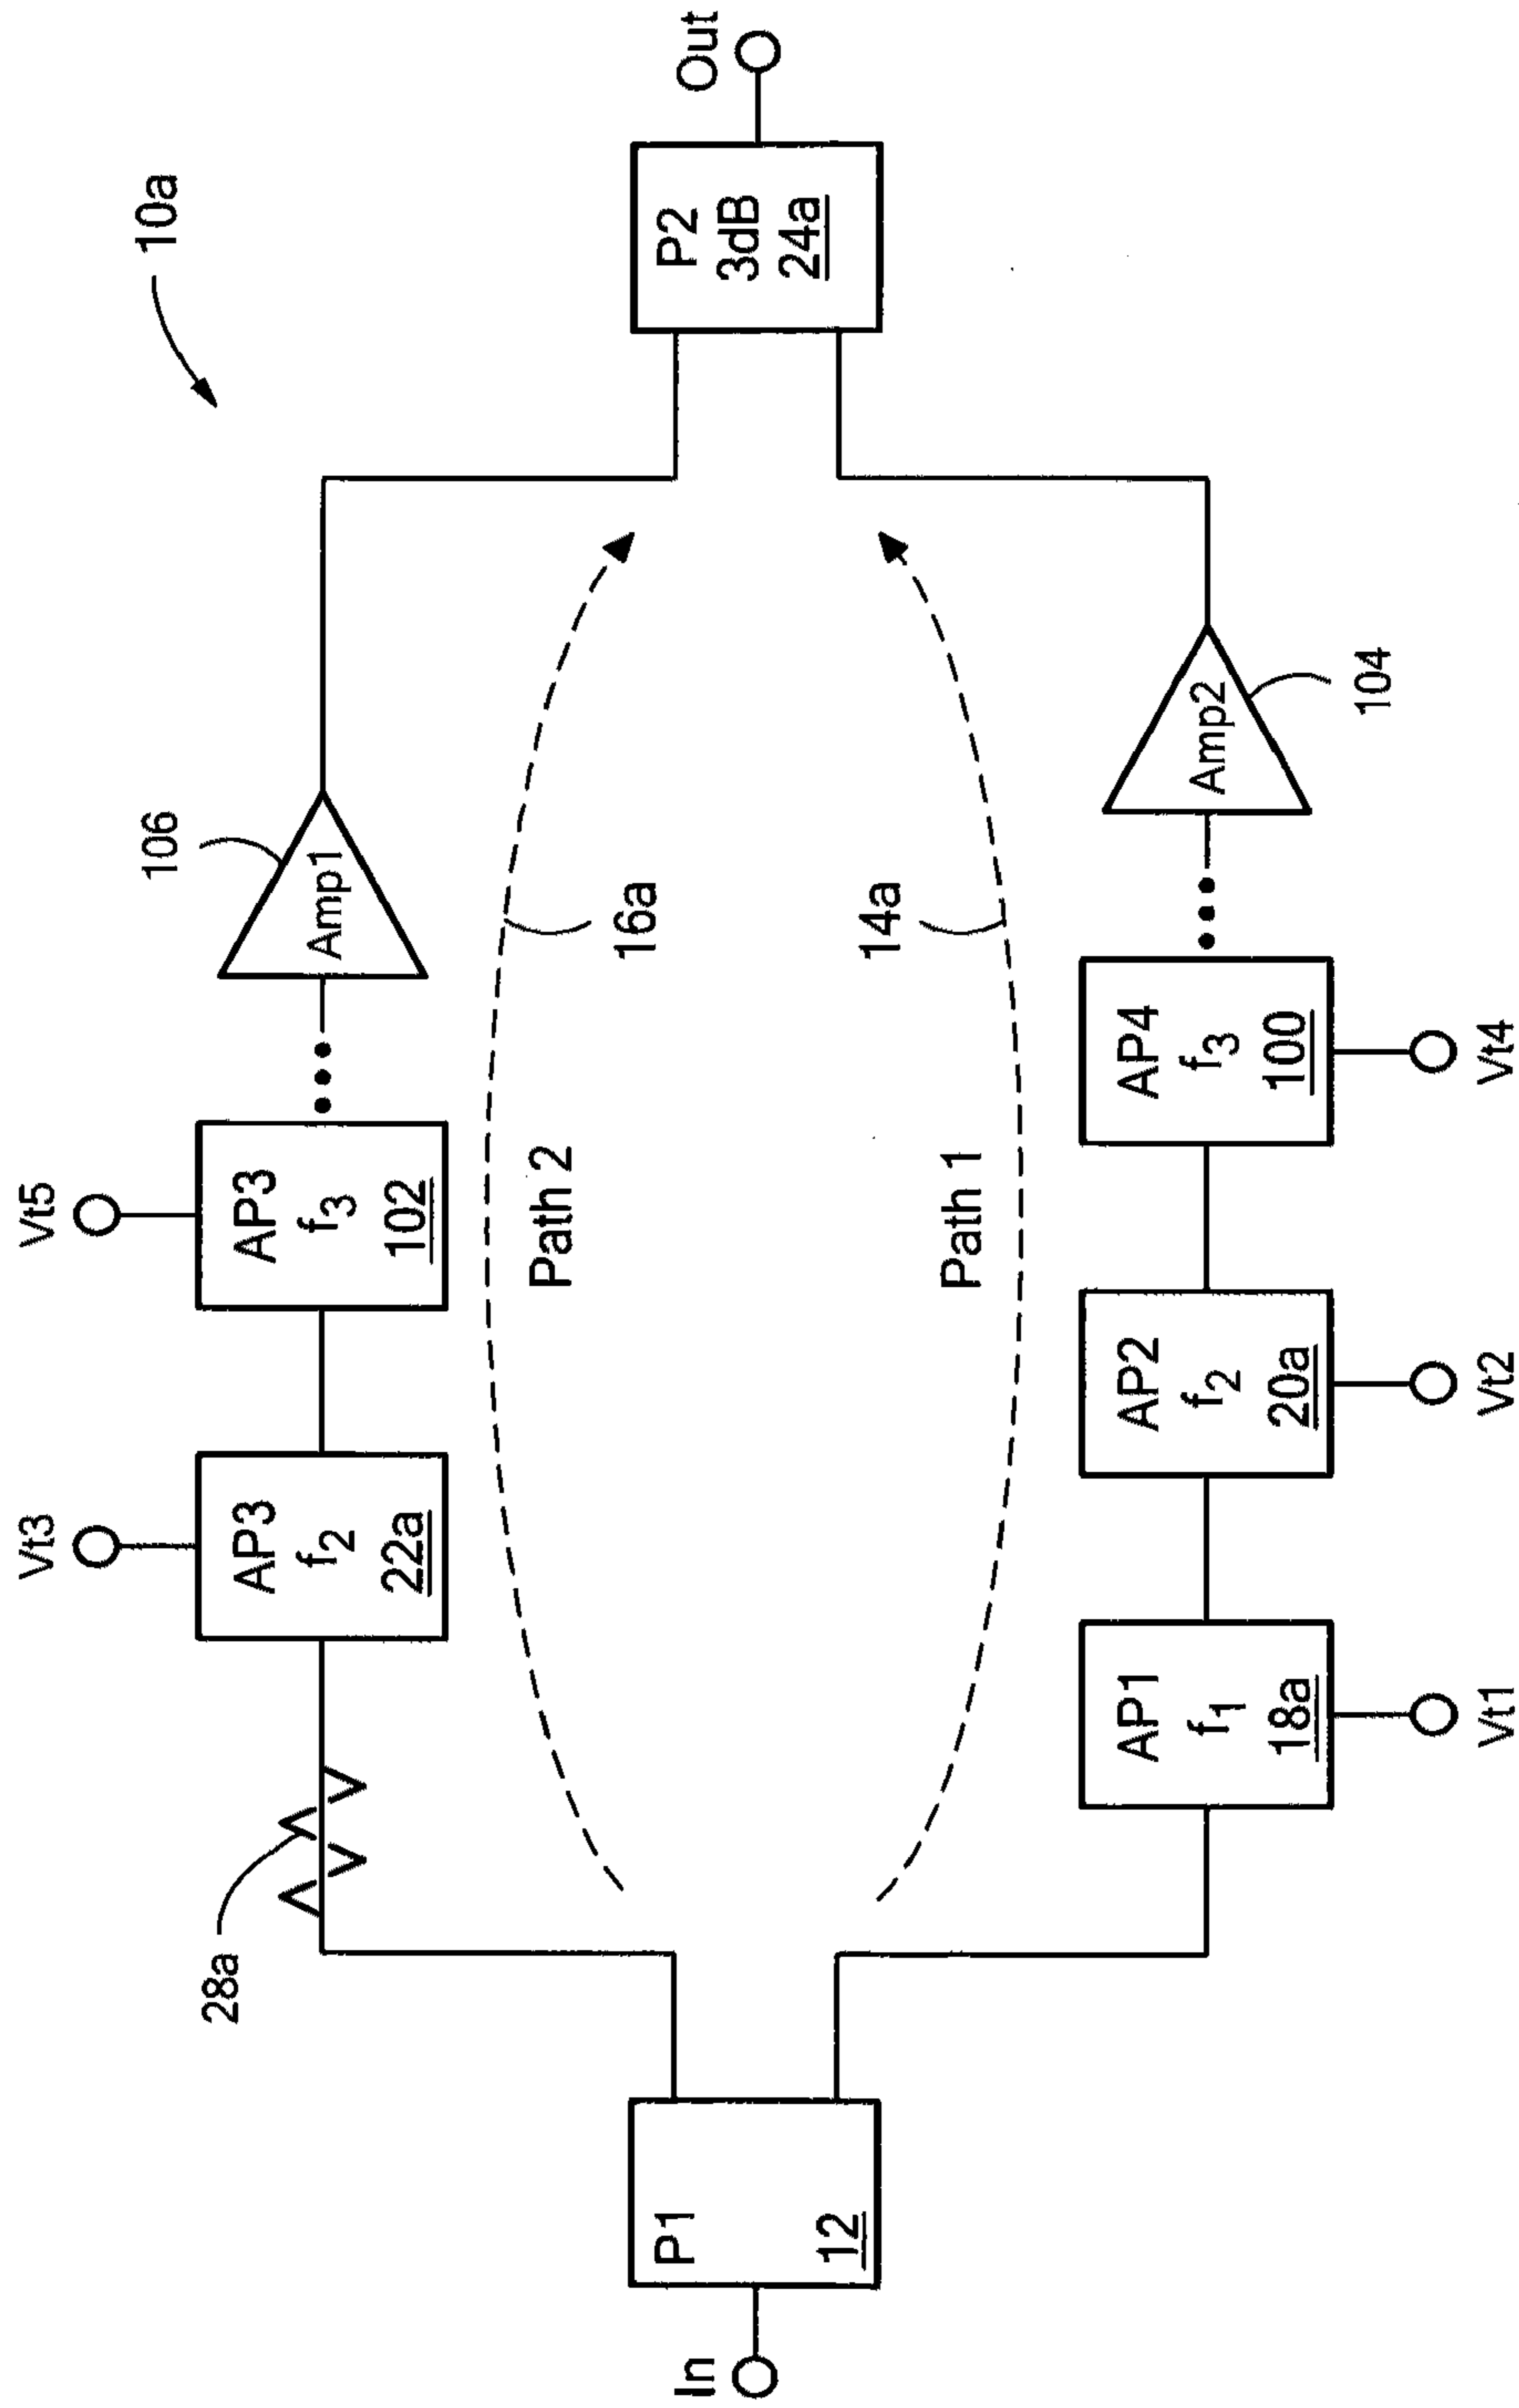 10a
Vt3
Vt5
106
28a
AP3
f2
22a
AP3
f3
102
Amp1
Path 2
16a
In
P1
12
P2
3dB
24a
Out
Path 1
14a
AP1
f1
18a
AP2
f2
20a
AP4
f3
100
Amp2
104
Vt1
Vt2
Vt4